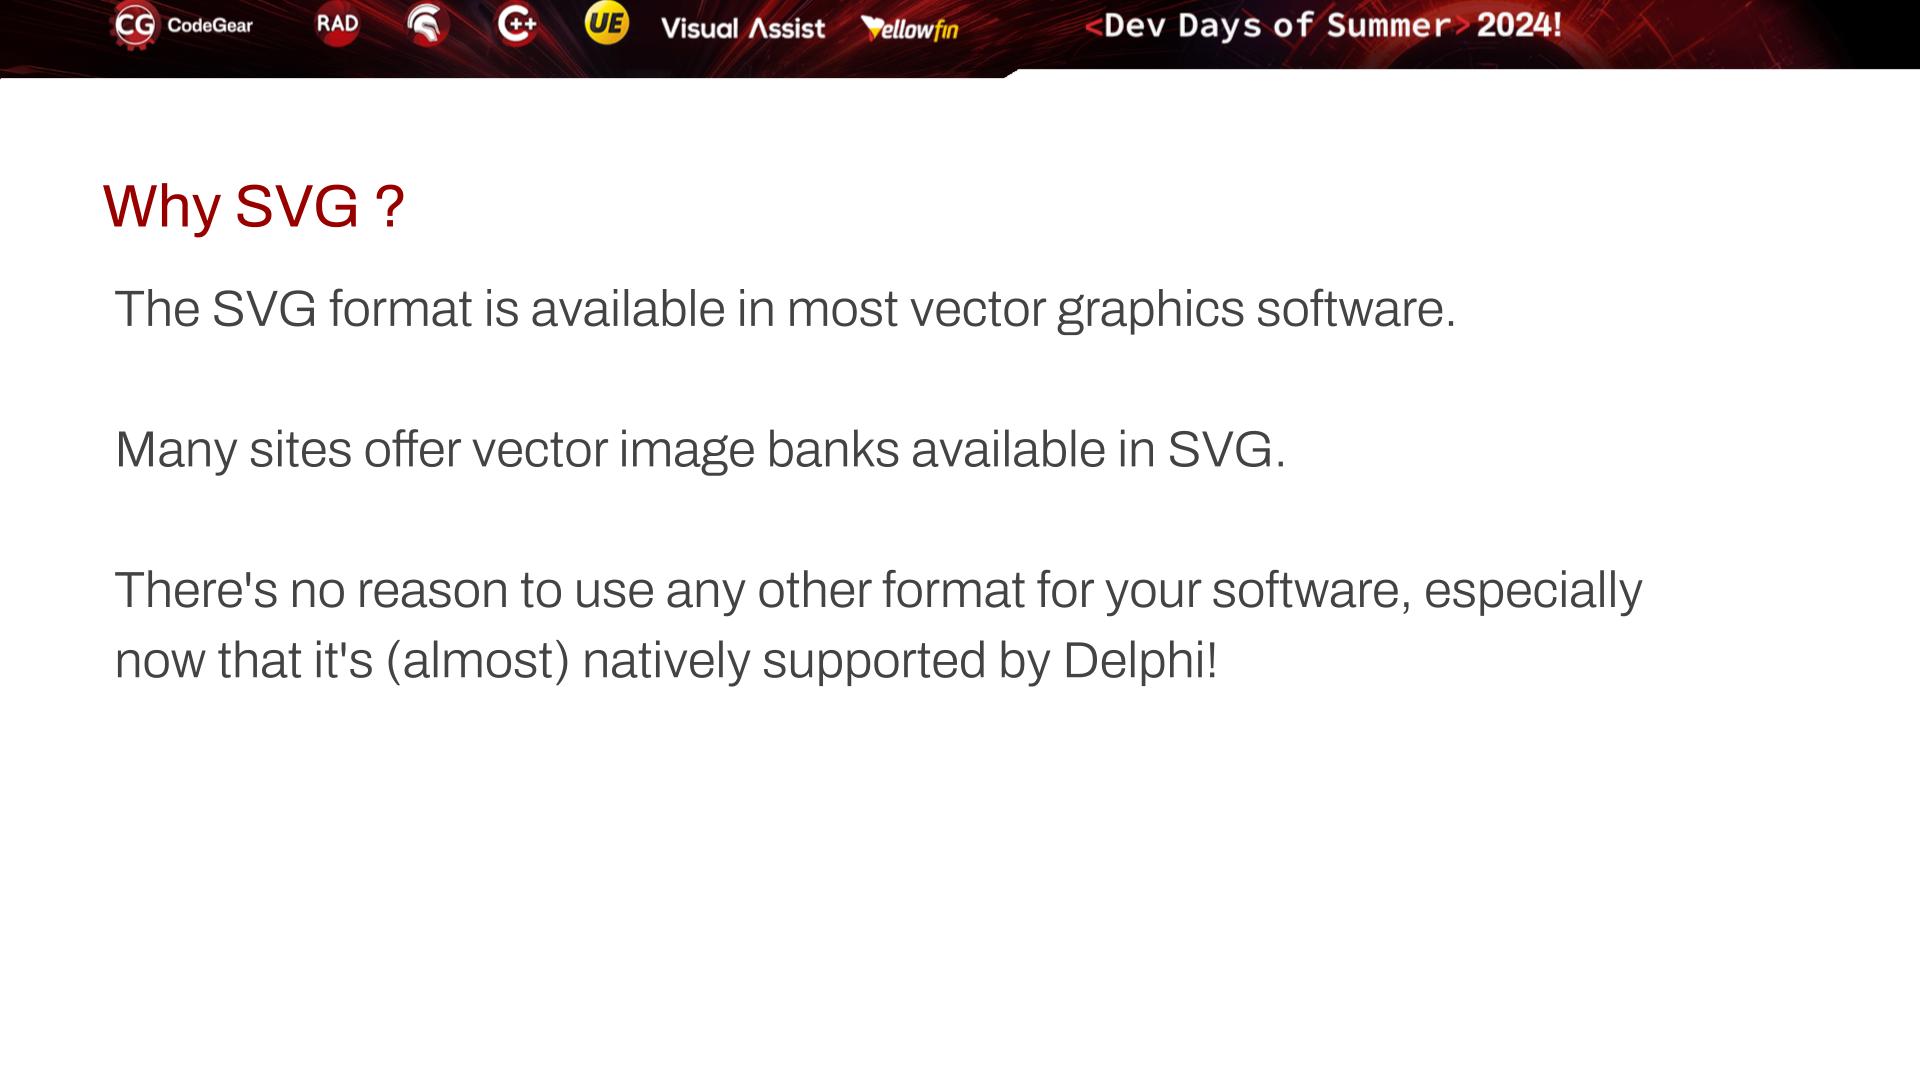 CG CodeGear RAD C++ UE Visual Assist Yellowfin <Dev Days of Summer> 2024!
Why SVG ?
The SVG format is available in most vector graphics software.
Many sites offer vector image banks available in SVG.
There's no reason to use any other format for your software, especially
now that it's (almost) natively supported by Delphi!